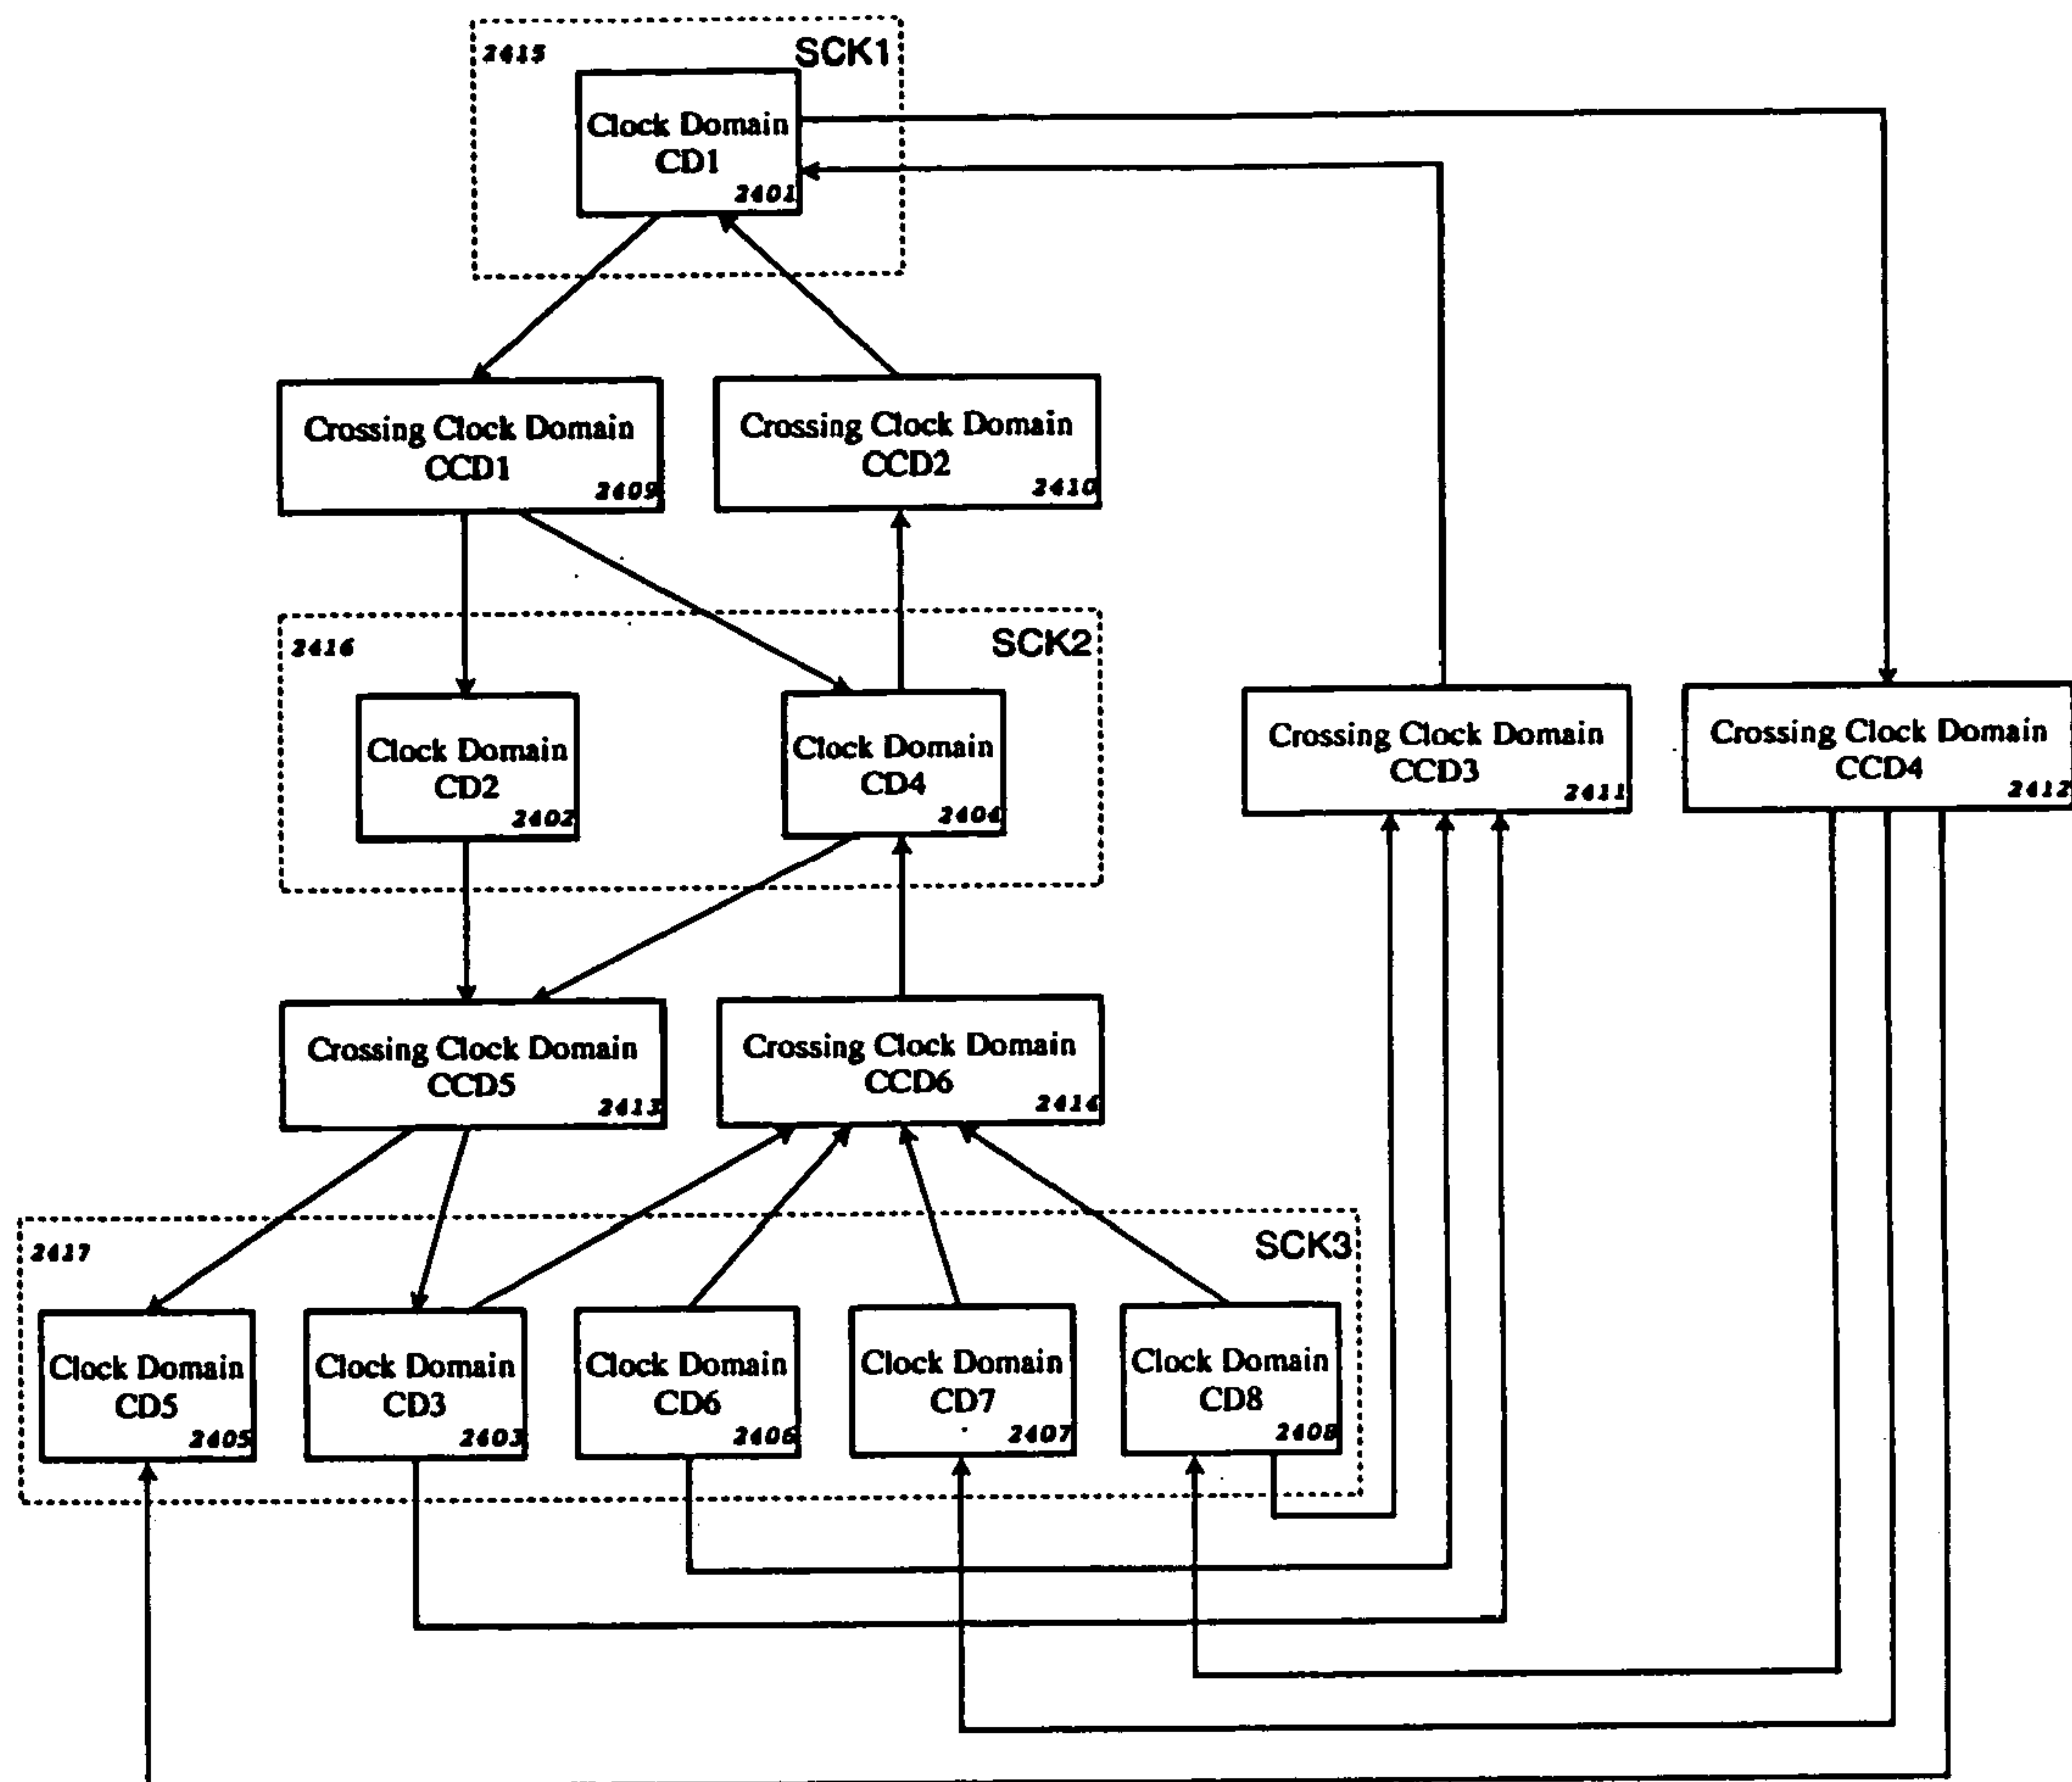 2415
SCK1
Clock Domain
CD1
2401
Crossing Clock Domain
CCD1
2409
Crossing Clock Domain
CCD2
2410
2416
SCK2
Clock Domain
CD2
2402
Clock Domain
CD4
2404
Crossing Clock Domain
CCD3
2411
Crossing Clock Domain
CCD4
2412
Crossing Clock Domain
CCD5
2413
Crossing Clock Domain
CCD6
2414
2417
SCK3
Clock Domain
CD5
2405
Clock Domain
CD3
2403
Clock Domain
CD6
2406
Clock Domain
CD7
2407
Clock Domain
CD8
2408